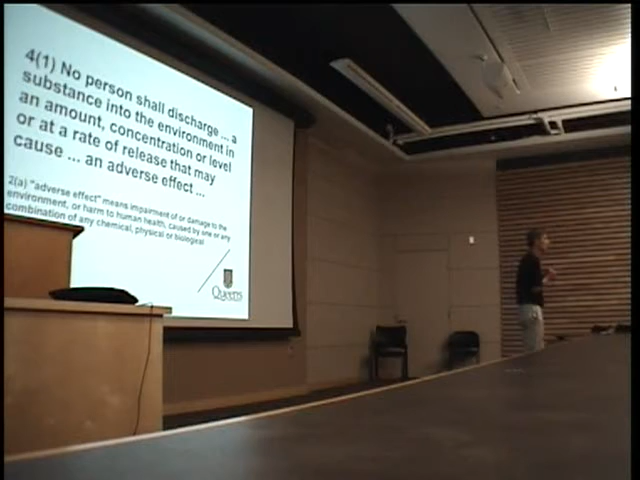 4(1) No person shall discharge ... a
substance into the environment in
an amount, concentration or level
or at a rate of release that may
cause ... an adverse effect ...
2(a) "adverse effect" means impairment of or damage to the
environment, or harm to human health, caused by one or any
combination of any chemical, physical or biological
Queen's